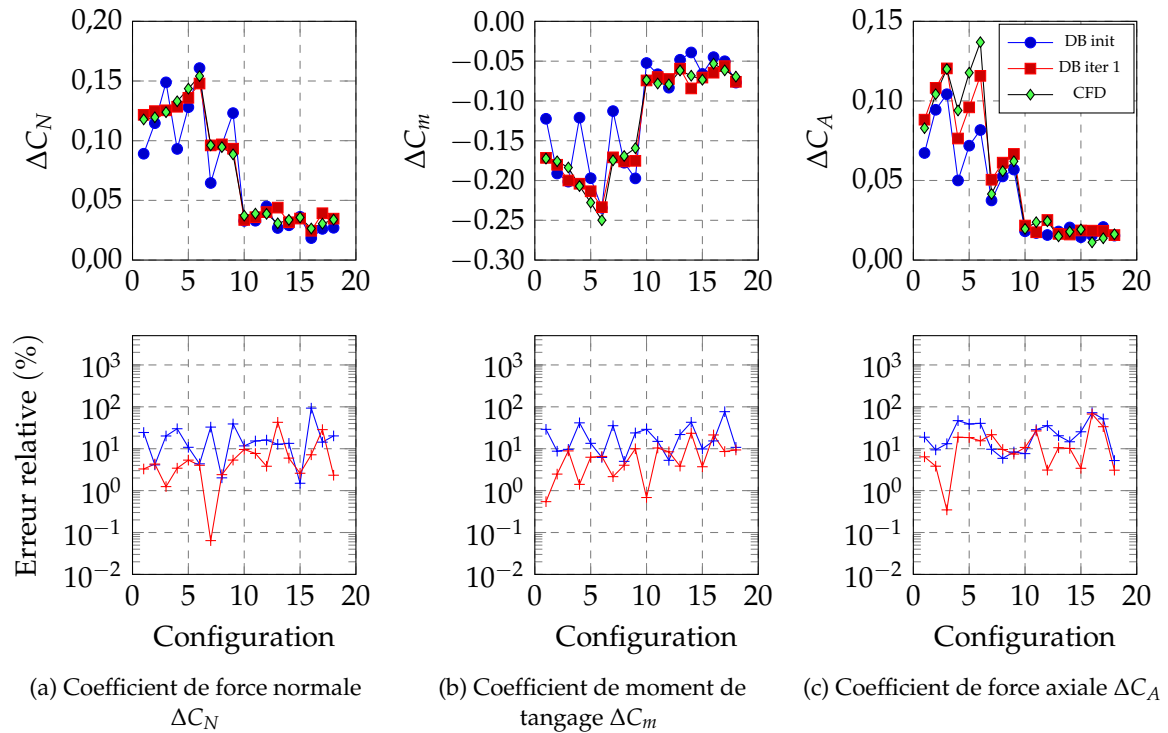 0,20
0,15
0,10
0,05
0,00
0 5 10 15 20
ΔC_N
0.00
−0.05
−0.10
−0.15
−0.20
−0.25
−0.30
0 5 10 15 20
ΔC_m
0,15
0,10
0,05
0,00
0 5 10 15 20
ΔC_A
DB init
DB iter 1
CFD
10^3
10^2
10^1
10^0
10^−1
10^−2
0 5 10 15 20
Erreur relative (%)
Configuration
10^3
10^2
10^1
10^0
10^−1
10^−2
0 5 10 15 20
Configuration
10^3
10^2
10^1
10^0
10^−1
10^−2
0 5 10 15 20
Configuration
(a) Coefficient de force normale
ΔC_N
(b) Coefficient de moment de
tangage ΔC_m
(c) Coefficient de force axiale ΔC_A